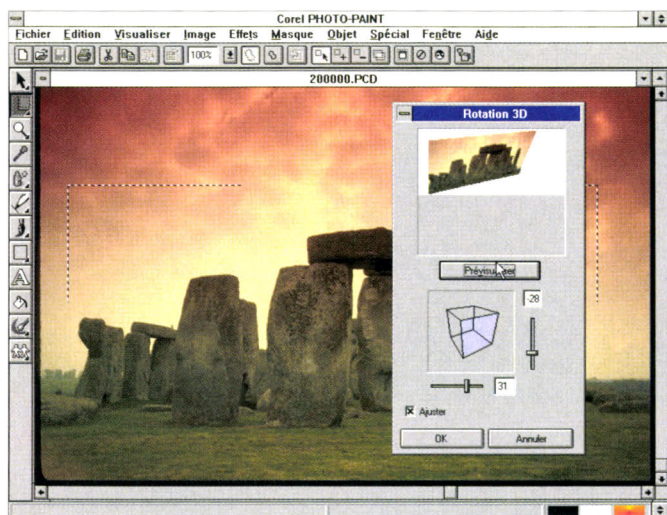 Corel PHOTO-PAINT
Fichier Edition Visualiser Image Effets Masque Objet Spécial Fenêtre Aide
100%
200000.PCD
Rotation 3D
Prévisualiser
-28
31
Ajuster
OK Annuler